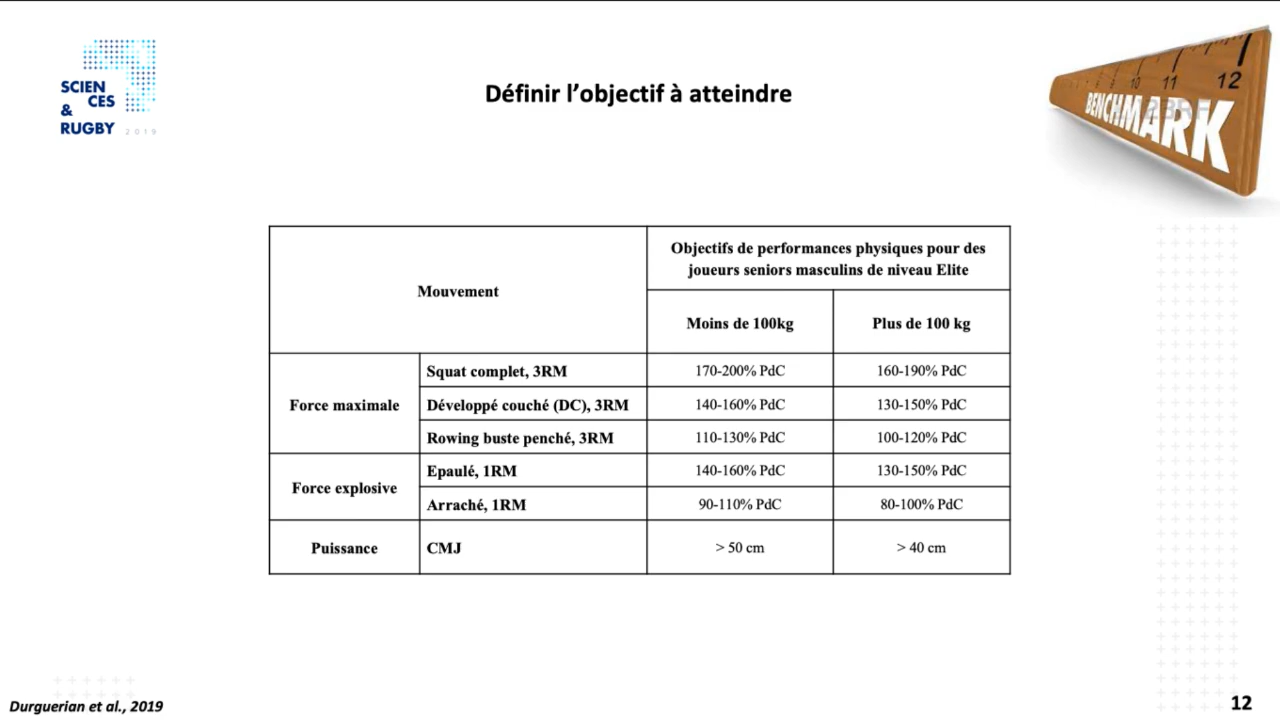 SCIEN
CES
&
RUGBY 2019
Définir l’objectif à atteindre
10 11 12
BENCHMARK
123RF
Mouvement
Objectifs de performances physiques pour des
joueurs seniors masculins de niveau Elite
Moins de 100kg
Plus de 100 kg
Force maximale
Squat complet, 3RM 170-200% PdC 160-190% PdC
Développé couché (DC), 3RM 140-160% PdC 130-150% PdC
Rowing buste penché, 3RM 110-130% PdC 100-120% PdC
Force explosive
Epaulé, 1RM 140-160% PdC 130-150% PdC
Arraché, 1RM 90-110% PdC 80-100% PdC
Puissance CMJ > 50 cm > 40 cm
Durguerian et al., 2019
12